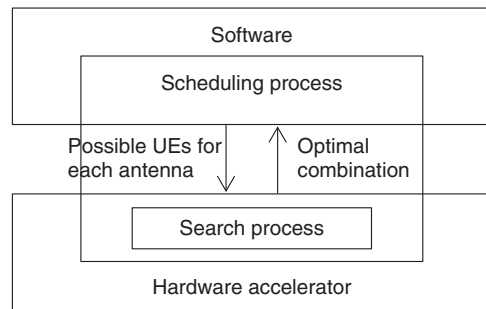 Software
Scheduling process
Possible UEs for
each antenna
Optimal
combination
Search process
Hardware accelerator